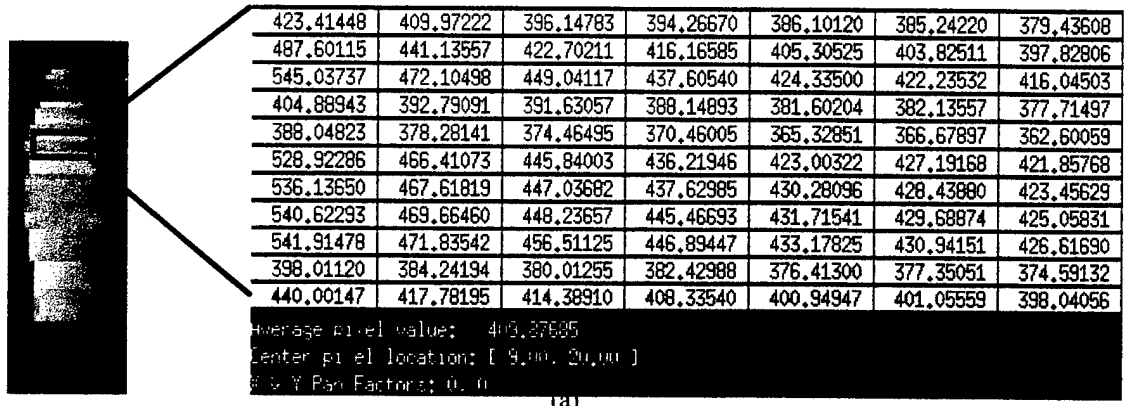 423.41448 409.97222 396.14783 394.26670 386.10120 385.24220 379.43608
487.60115 441.13557 422.70211 416.16585 405.30525 403.82511 397.82806
545.03737 472.10498 449.04117 437.60540 424.33500 422.23532 416.04503
404.88943 392.79091 391.63057 388.14893 381.60204 382.13557 377.71497
388.04823 378.28141 374.46495 370.46005 365.32851 366.67897 362.60059
528.92286 466.41073 445.84003 436.21946 423.00322 427.19168 421.85768
536.13650 467.61819 447.03682 437.62985 430.28096 428.43880 423.45629
540.62293 469.66460 448.23657 445.46693 431.71541 429.68874 425.05831
541.91478 471.83542 456.51125 446.89447 433.17825 430.94151 426.61690
398.01120 384.24194 380.01255 382.42988 376.41300 377.35051 374.59132
440.00147 417.78195 414.38910 408.33540 400.94947 401.05559 398.04056
Average pixel value: 409.87685
Center pixel location: [ 9.00, 20.00 ]
X & Y Pan Factors: 0, 0
(a)